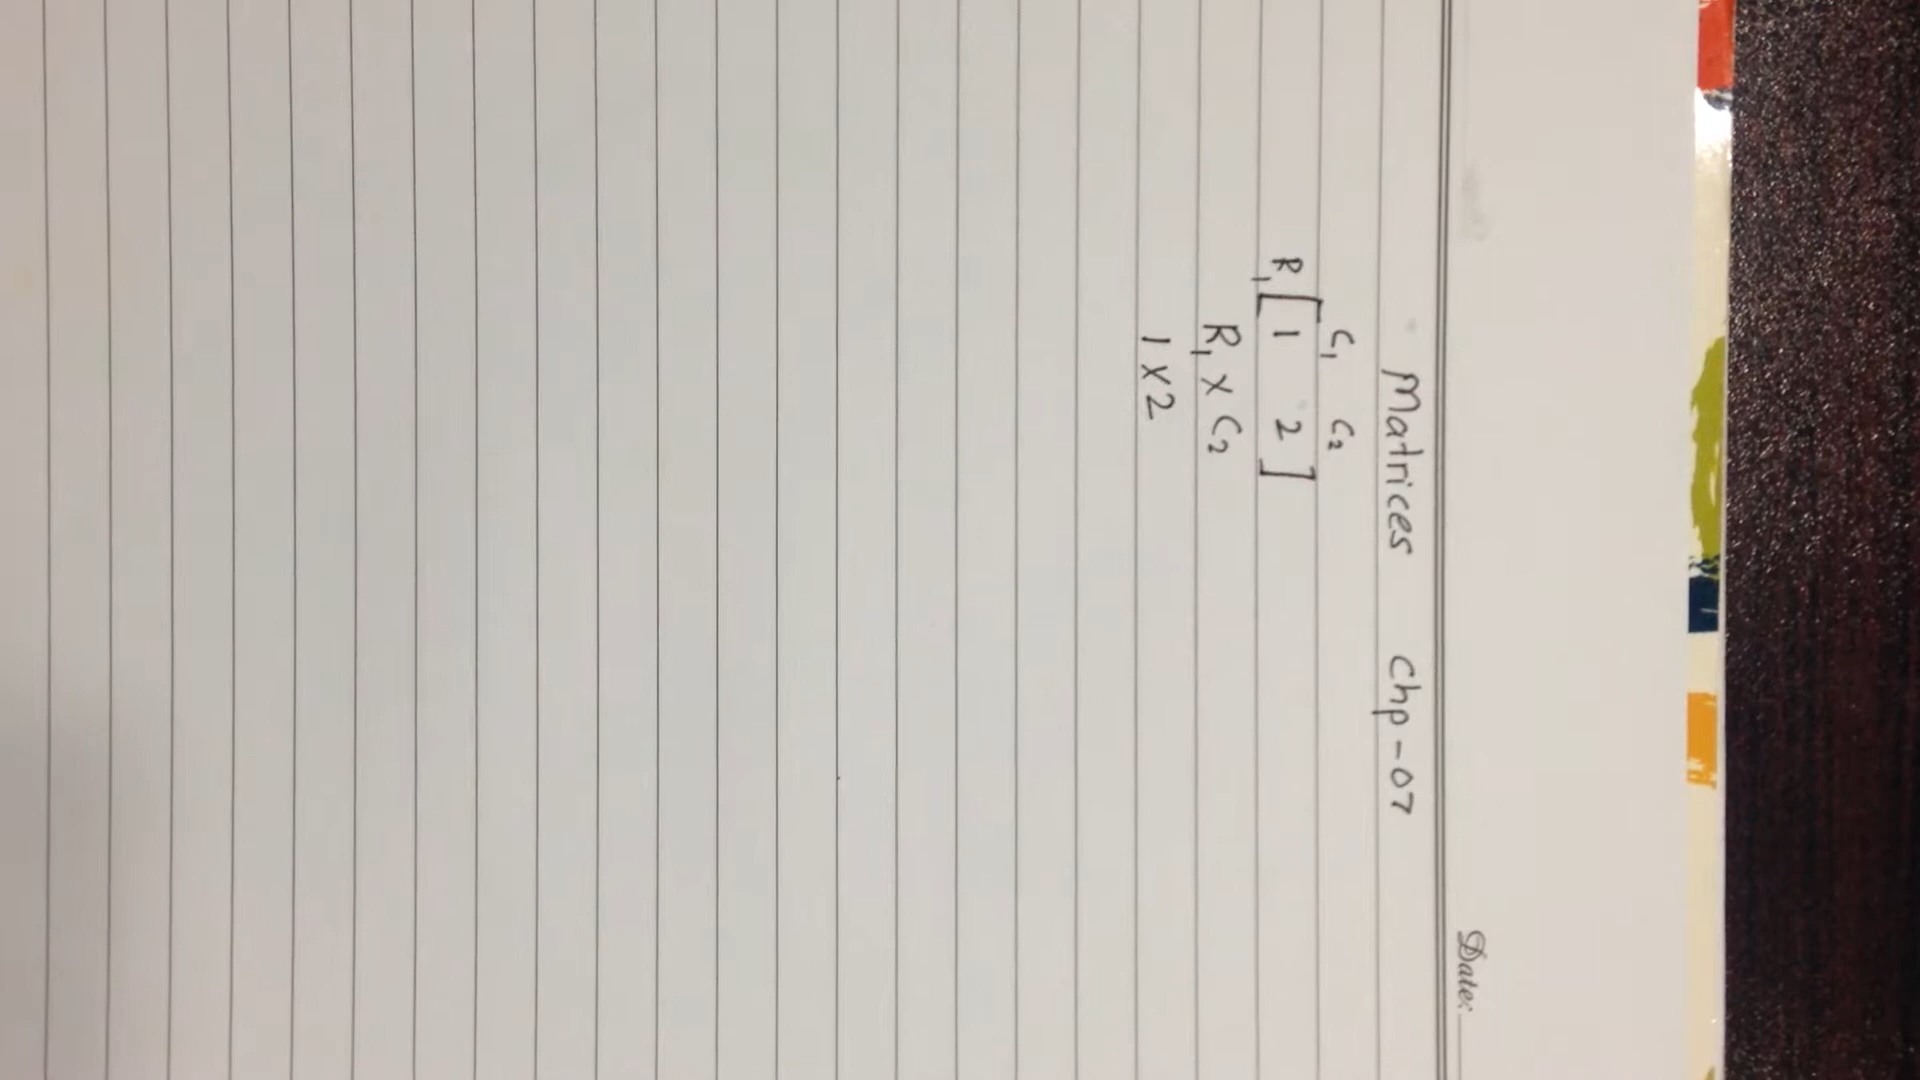 Date:
Matrices Chp-07
C₁ C₂
R₁ [ 1 2 ]
R₁ x C₂
1 x 2